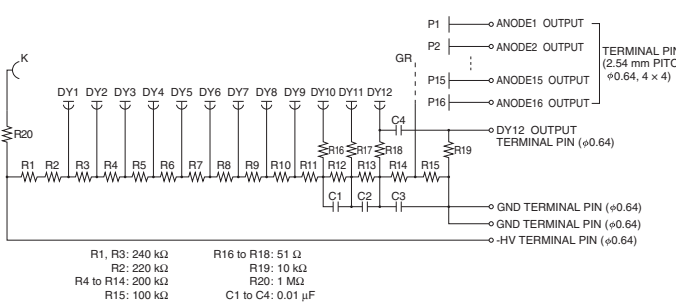 K
P1 ANODE1 OUTPUT
P2 ANODE2 OUTPUT
GR
TERMINAL PIN
(2.54 mm PITC
P15 ANODE15 OUTPUT
φ0.64, 4 × 4)
P16 ANODE16 OUTPUT
DY1 DY2 DY3 DY4 DY5 DY6 DY7 DY8 DY9 DY10 DY11 DY12
C4
DY12 OUTPUT
TERMINAL PIN (φ0.64)
R20
R16 R17 R18 R19
R1 R2 R3 R4 R5 R6 R7 R8 R9 R10 R11 R12 R13 R14 R15
C1 C2 C3
GND TERMINAL PIN (φ0.64)
GND TERMINAL PIN (φ0.64)
-HV TERMINAL PIN (φ0.64)
R1, R3: 240 kΩ
R2: 220 kΩ
R4 to R14: 200 kΩ
R15: 100 kΩ
R16 to R18: 51 Ω
R19: 10 kΩ
R20: 1 MΩ
C1 to C4: 0.01 μF